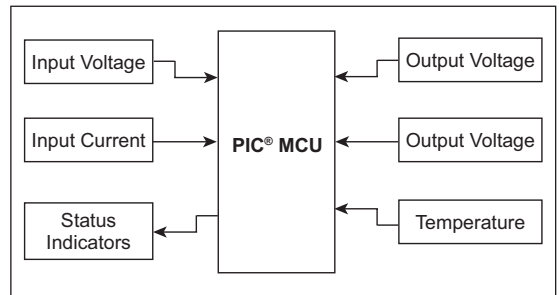 Input Voltage
Input Current
Status
Indicators
PIC® MCU
Output Voltage
Output Voltage
Temperature